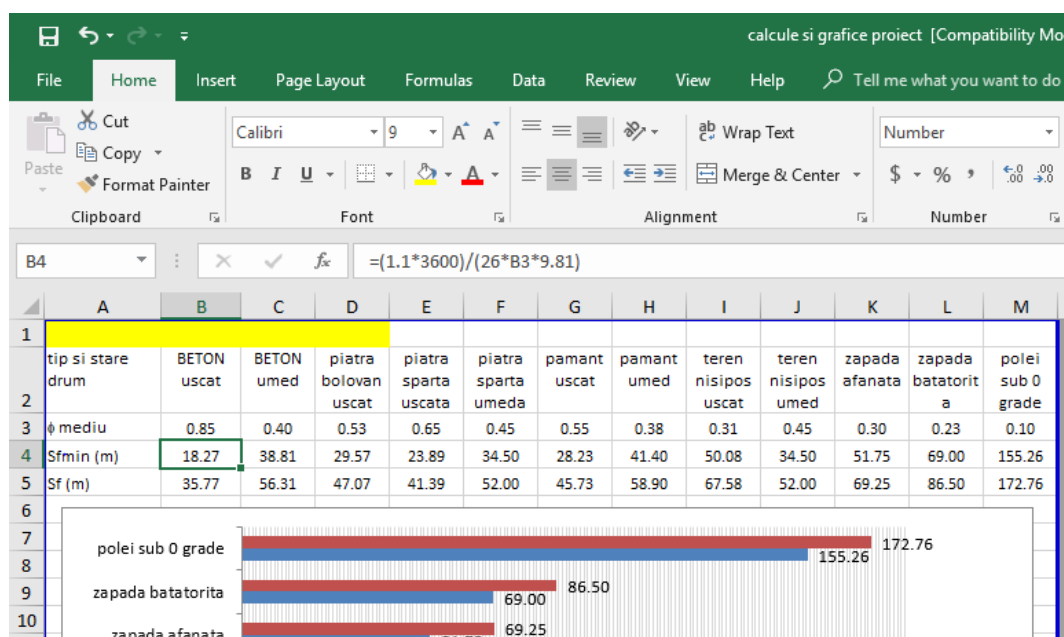 calcule si grafice proiect [Compatibility Mo
File Home Insert Page Layout Formulas Data Review View Help Tell me what you want to do
Cut
Copy
Paste
Format Painter
Calibri 9 A A
B I U A
ab Wrap Text
Merge & Center
Number
$ % , .0 .00 .00 .0
Clipboard Font Alignment Number
B4 fx =(1.1*3600)/(26*B3*9.81)
A B C D E F G H I J K L M
1
2 tip si stare drum BETON uscat BETON umed piatra bolovan uscat piatra sparta uscata piatra sparta umeda pamant uscat pamant umed teren nisipos uscat teren nisipos umed zapada afanata zapada batatorit a polei sub 0 grade
3 ϕ mediu 0.85 0.40 0.53 0.65 0.45 0.55 0.38 0.31 0.45 0.30 0.23 0.10
4 Sfmin (m) 18.27 38.81 29.57 23.89 34.50 28.23 41.40 50.08 34.50 51.75 69.00 155.26
5 Sf (m) 35.77 56.31 47.07 41.39 52.00 45.73 58.90 67.58 52.00 69.25 86.50 172.76
6
7
8
9
10
polei sub 0 grade 172.76
155.26
zapada batatorita 86.50
69.00
zapada afanata 69.25